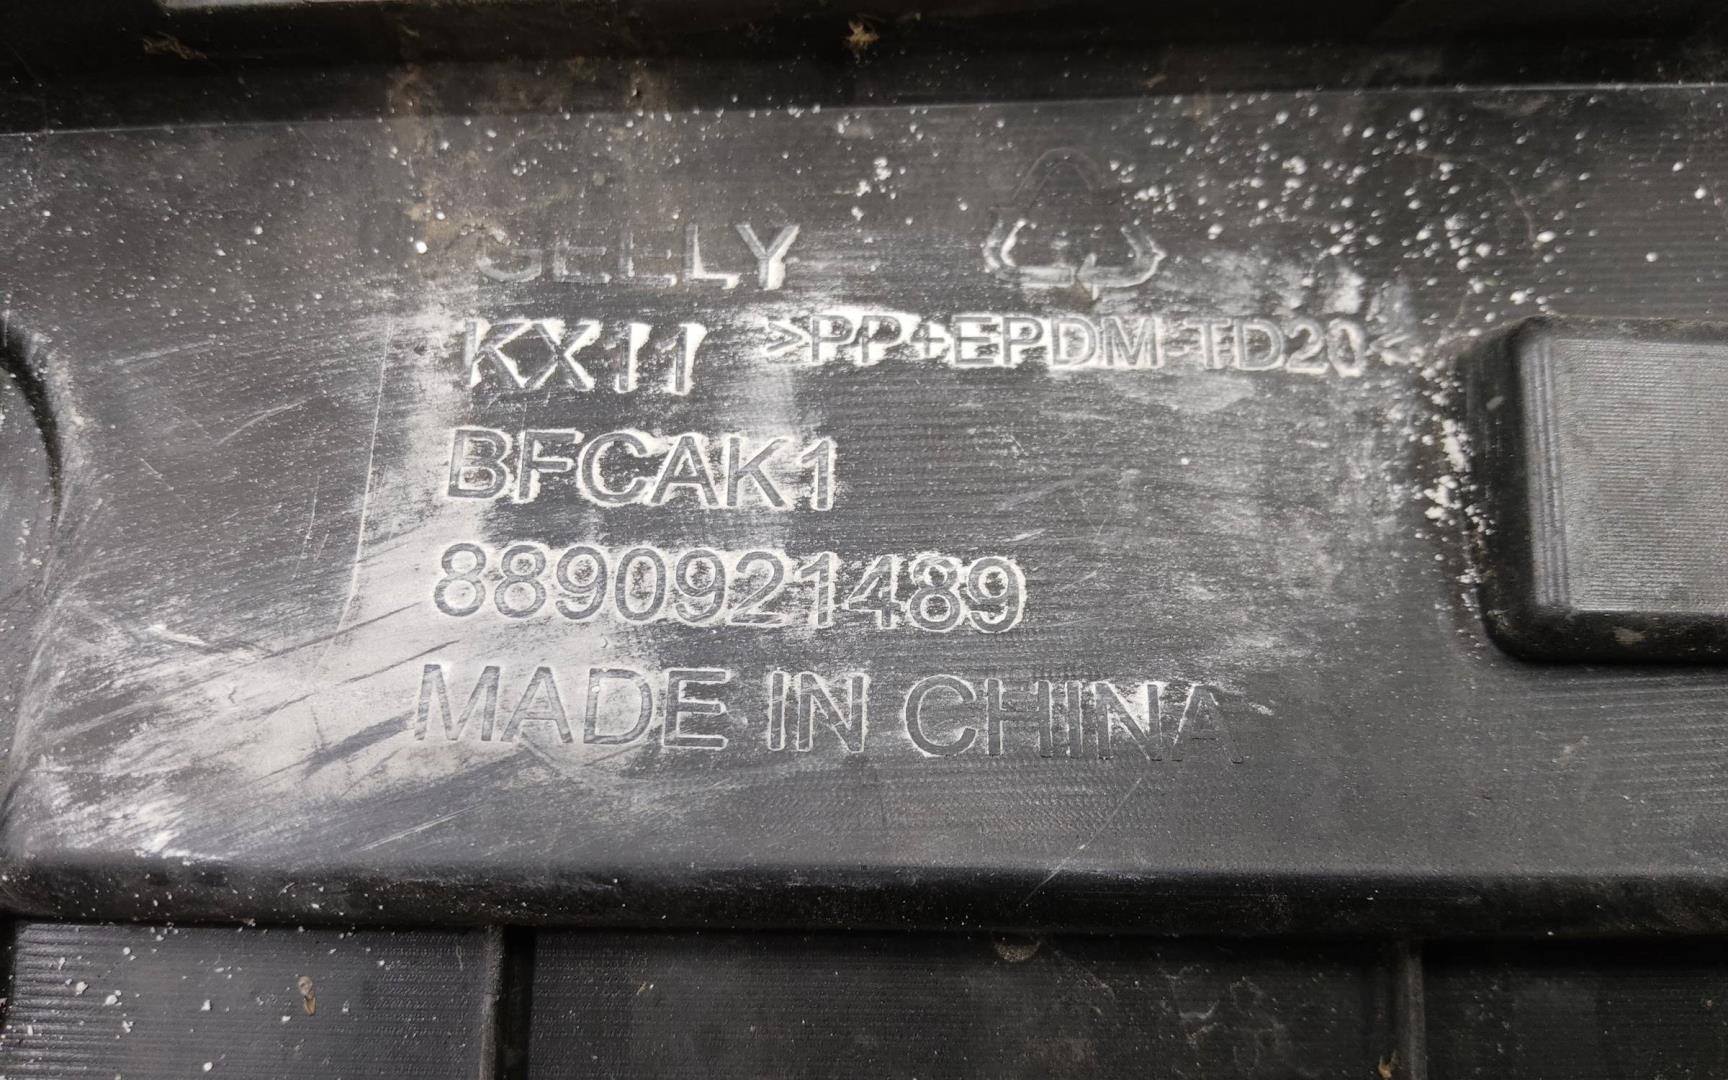 GELLY
KX11 >PP+EPDM-TD20<
BFCAK1
8890921489
MADE IN CHINA